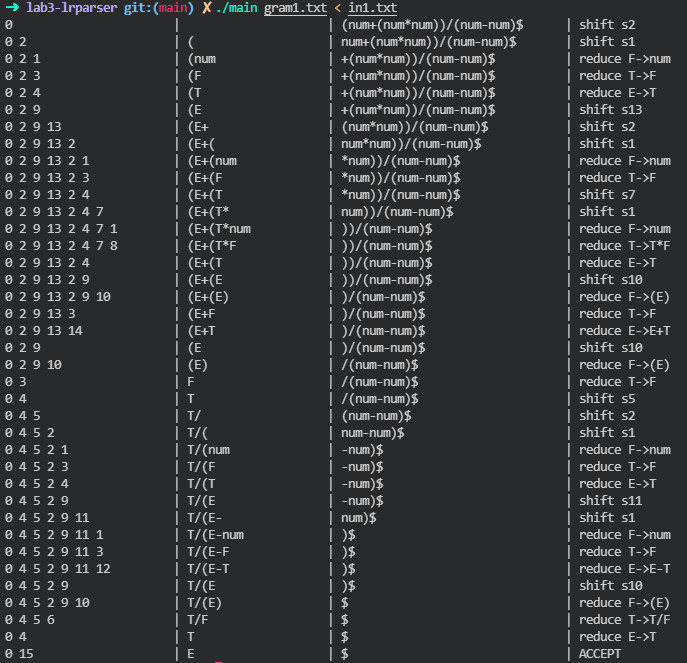 ➜ lab3-lrparser git:(main) ✗ ./main gram1.txt < in1.txt
0 | | (num+(num*num))/(num-num)$ | shift s2
0 2 | ( | num+(num*num))/(num-num)$ | shift s1
0 2 1 | (num | +(num*num))/(num-num)$ | reduce F->num
0 2 3 | (F | +(num*num))/(num-num)$ | reduce T->F
0 2 4 | (T | +(num*num))/(num-num)$ | reduce E->T
0 2 9 | (E | +(num*num))/(num-num)$ | shift s13
0 2 9 13 | (E+ | (num*num))/(num-num)$ | shift s2
0 2 9 13 2 | (E+( | num*num))/(num-num)$ | shift s1
0 2 9 13 2 1 | (E+(num | *num))/(num-num)$ | reduce F->num
0 2 9 13 2 3 | (E+(F | *num))/(num-num)$ | reduce T->F
0 2 9 13 2 4 | (E+(T | *num))/(num-num)$ | shift s7
0 2 9 13 2 4 7 | (E+(T* | num))/(num-num)$ | shift s1
0 2 9 13 2 4 7 1 | (E+(T*num | ))/(num-num)$ | reduce F->num
0 2 9 13 2 4 7 8 | (E+(T*F | ))/(num-num)$ | reduce T->T*F
0 2 9 13 2 4 | (E+(T | ))/(num-num)$ | reduce E->T
0 2 9 13 2 9 | (E+(E | ))/(num-num)$ | shift s10
0 2 9 13 2 9 10 | (E+(E) | )/(num-num)$ | reduce F->(E)
0 2 9 13 3 | (E+F | )/(num-num)$ | reduce T->F
0 2 9 13 14 | (E+T | )/(num-num)$ | reduce E->E+T
0 2 9 | (E | )/(num-num)$ | shift s10
0 2 9 10 | (E) | /(num-num)$ | reduce F->(E)
0 3 | F | /(num-num)$ | reduce T->F
0 4 | T | /(num-num)$ | shift s5
0 4 5 | T/ | (num-num)$ | shift s2
0 4 5 2 | T/( | num-num)$ | shift s1
0 4 5 2 1 | T/(num | -num)$ | reduce F->num
0 4 5 2 3 | T/(F | -num)$ | reduce T->F
0 4 5 2 4 | T/(T | -num)$ | reduce E->T
0 4 5 2 9 | T/(E | -num)$ | shift s11
0 4 5 2 9 11 | T/(E- | num)$ | shift s1
0 4 5 2 9 11 1 | T/(E-num | )$ | reduce F->num
0 4 5 2 9 11 3 | T/(E-F | )$ | reduce T->F
0 4 5 2 9 11 12 | T/(E-T | )$ | reduce E->E-T
0 4 5 2 9 | T/(E | )$ | shift s10
0 4 5 2 9 10 | T/(E) | $ | reduce F->(E)
0 4 5 6 | T/F | $ | reduce T->T/F
0 4 | T | $ | reduce E->T
0 15 | E | $ | ACCEPT